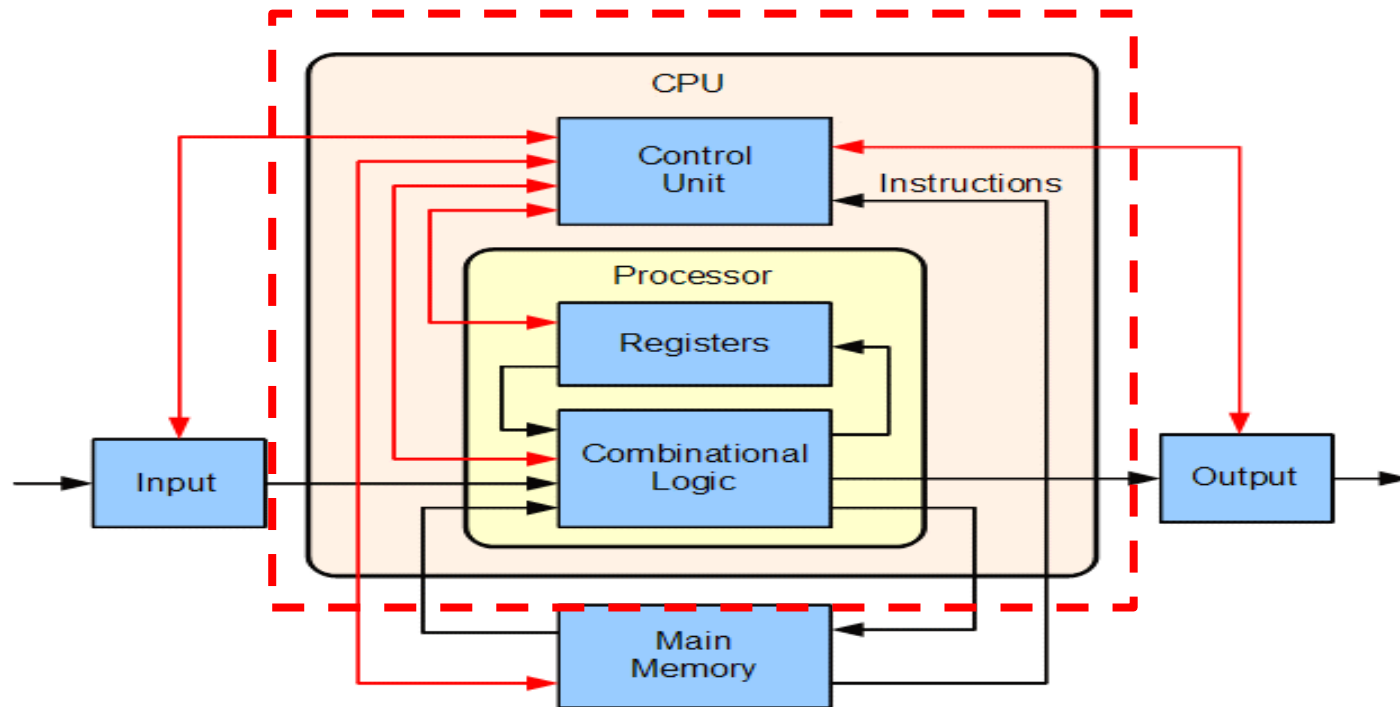 CPU
Control
Unit
Instructions
Processor
Registers
Combinational
Logic
Input
Output
Main
Memory